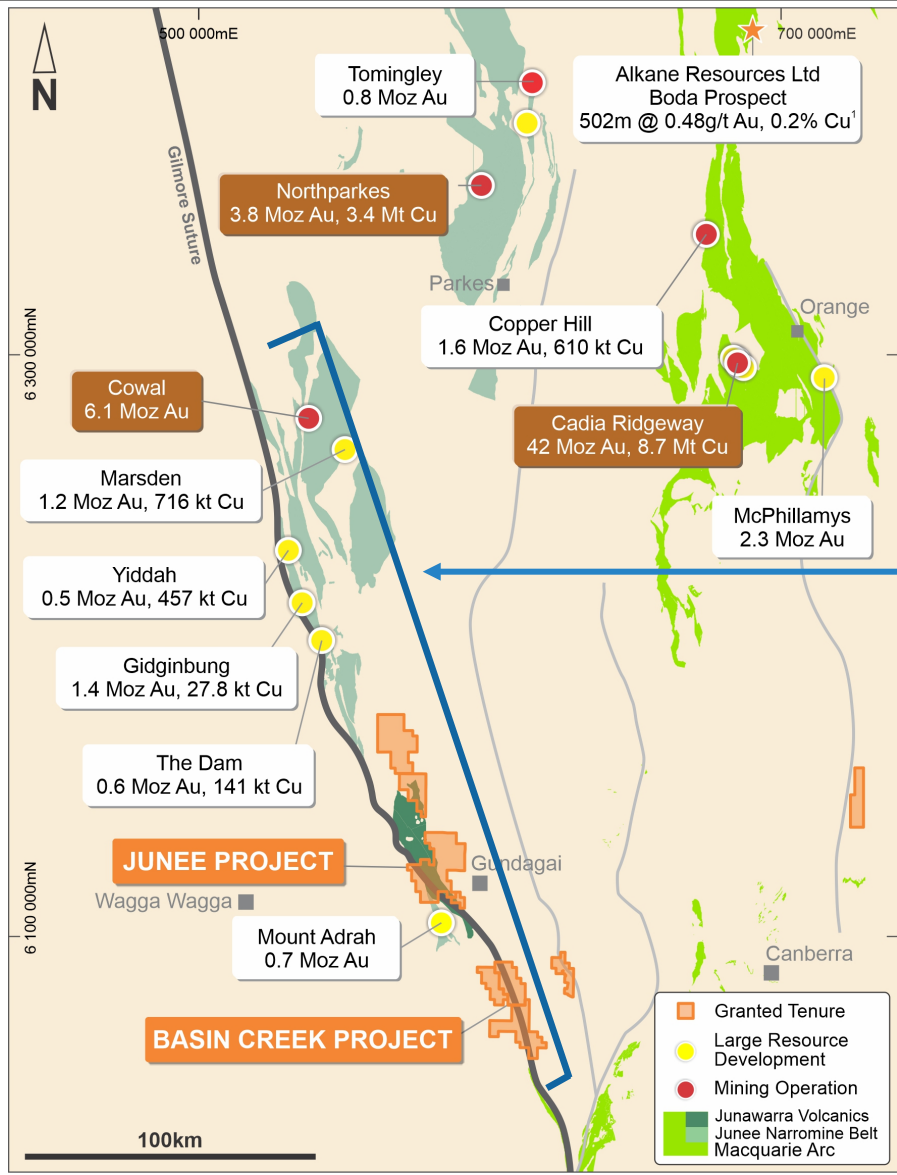 500 000mE
700 000mE
N
Gilmore Suture
Tomingley
0.8 Moz Au
Alkane Resources Ltd
Boda Prospect
502m @ 0.48g/t Au, 0.2% Cu¹
Northparkes
3.8 Moz Au, 3.4 Mt Cu
Parkes
Orange
6 300 000mN
Copper Hill
1.6 Moz Au, 610 kt Cu
Cowal
6.1 Moz Au
Cadia Ridgeway
42 Moz Au, 8.7 Mt Cu
Marsden
1.2 Moz Au, 716 kt Cu
McPhillamys
2.3 Moz Au
Yiddah
0.5 Moz Au, 457 kt Cu
Gidginbung
1.4 Moz Au, 27.8 kt Cu
The Dam
0.6 Moz Au, 141 kt Cu
JUNEE PROJECT
Gundagai
Wagga Wagga
6 100 000mN
Mount Adrah
0.7 Moz Au
Canberra
BASIN CREEK PROJECT
Granted Tenure
Large Resource
Development
Mining Operation
Junawarra Volcanics
Junee Narromine Belt
Macquarie Arc
100km